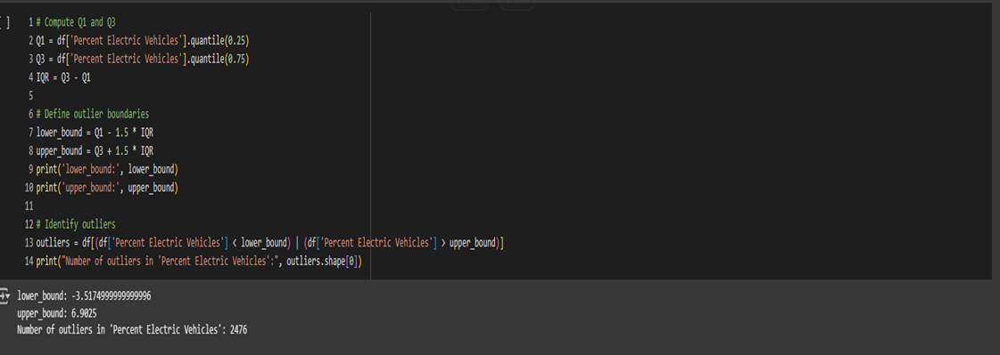 [ ]
1 # Compute Q1 and Q3
2 Q1 = df['Percent Electric Vehicles'].quantile(0.25)
3 Q3 = df['Percent Electric Vehicles'].quantile(0.75)
4 IQR = Q3 - Q1
5
6 # Define outlier boundaries
7 lower_bound = Q1 - 1.5 * IQR
8 upper_bound = Q3 + 1.5 * IQR
9 print('lower_bound:', lower_bound)
10 print('upper_bound:', upper_bound)
11
12 # Identify outliers
13 outliers = df[(df['Percent Electric Vehicles'] < lower_bound) | (df['Percent Electric Vehicles'] > upper_bound)]
14 print("Number of outliers in 'Percent Electric Vehicles':", outliers.shape[0])
lower_bound: -3.5174999999999996
upper_bound: 6.9025
Number of outliers in 'Percent Electric Vehicles': 2476